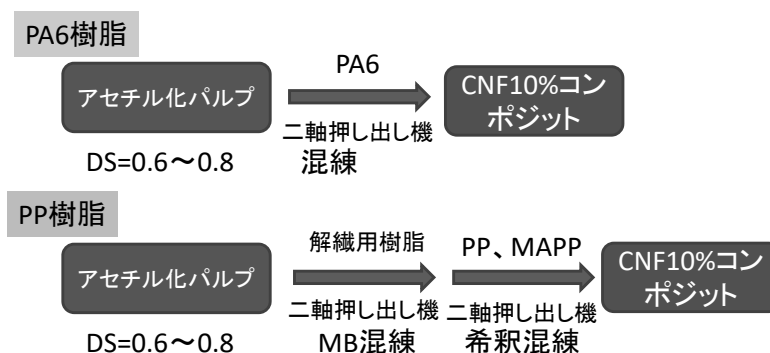 PA6樹脂
アセチル化パルプ
DS=0.6〜0.8
PA6
二軸押し出し機
混練
CNF10%コン
ポジット
PP樹脂
アセチル化パルプ
DS=0.6〜0.8
解繊用樹脂
二軸押し出し機
MB混練
PP、MAPP
二軸押し出し機
希釈混練
CNF10%コン
ポジット